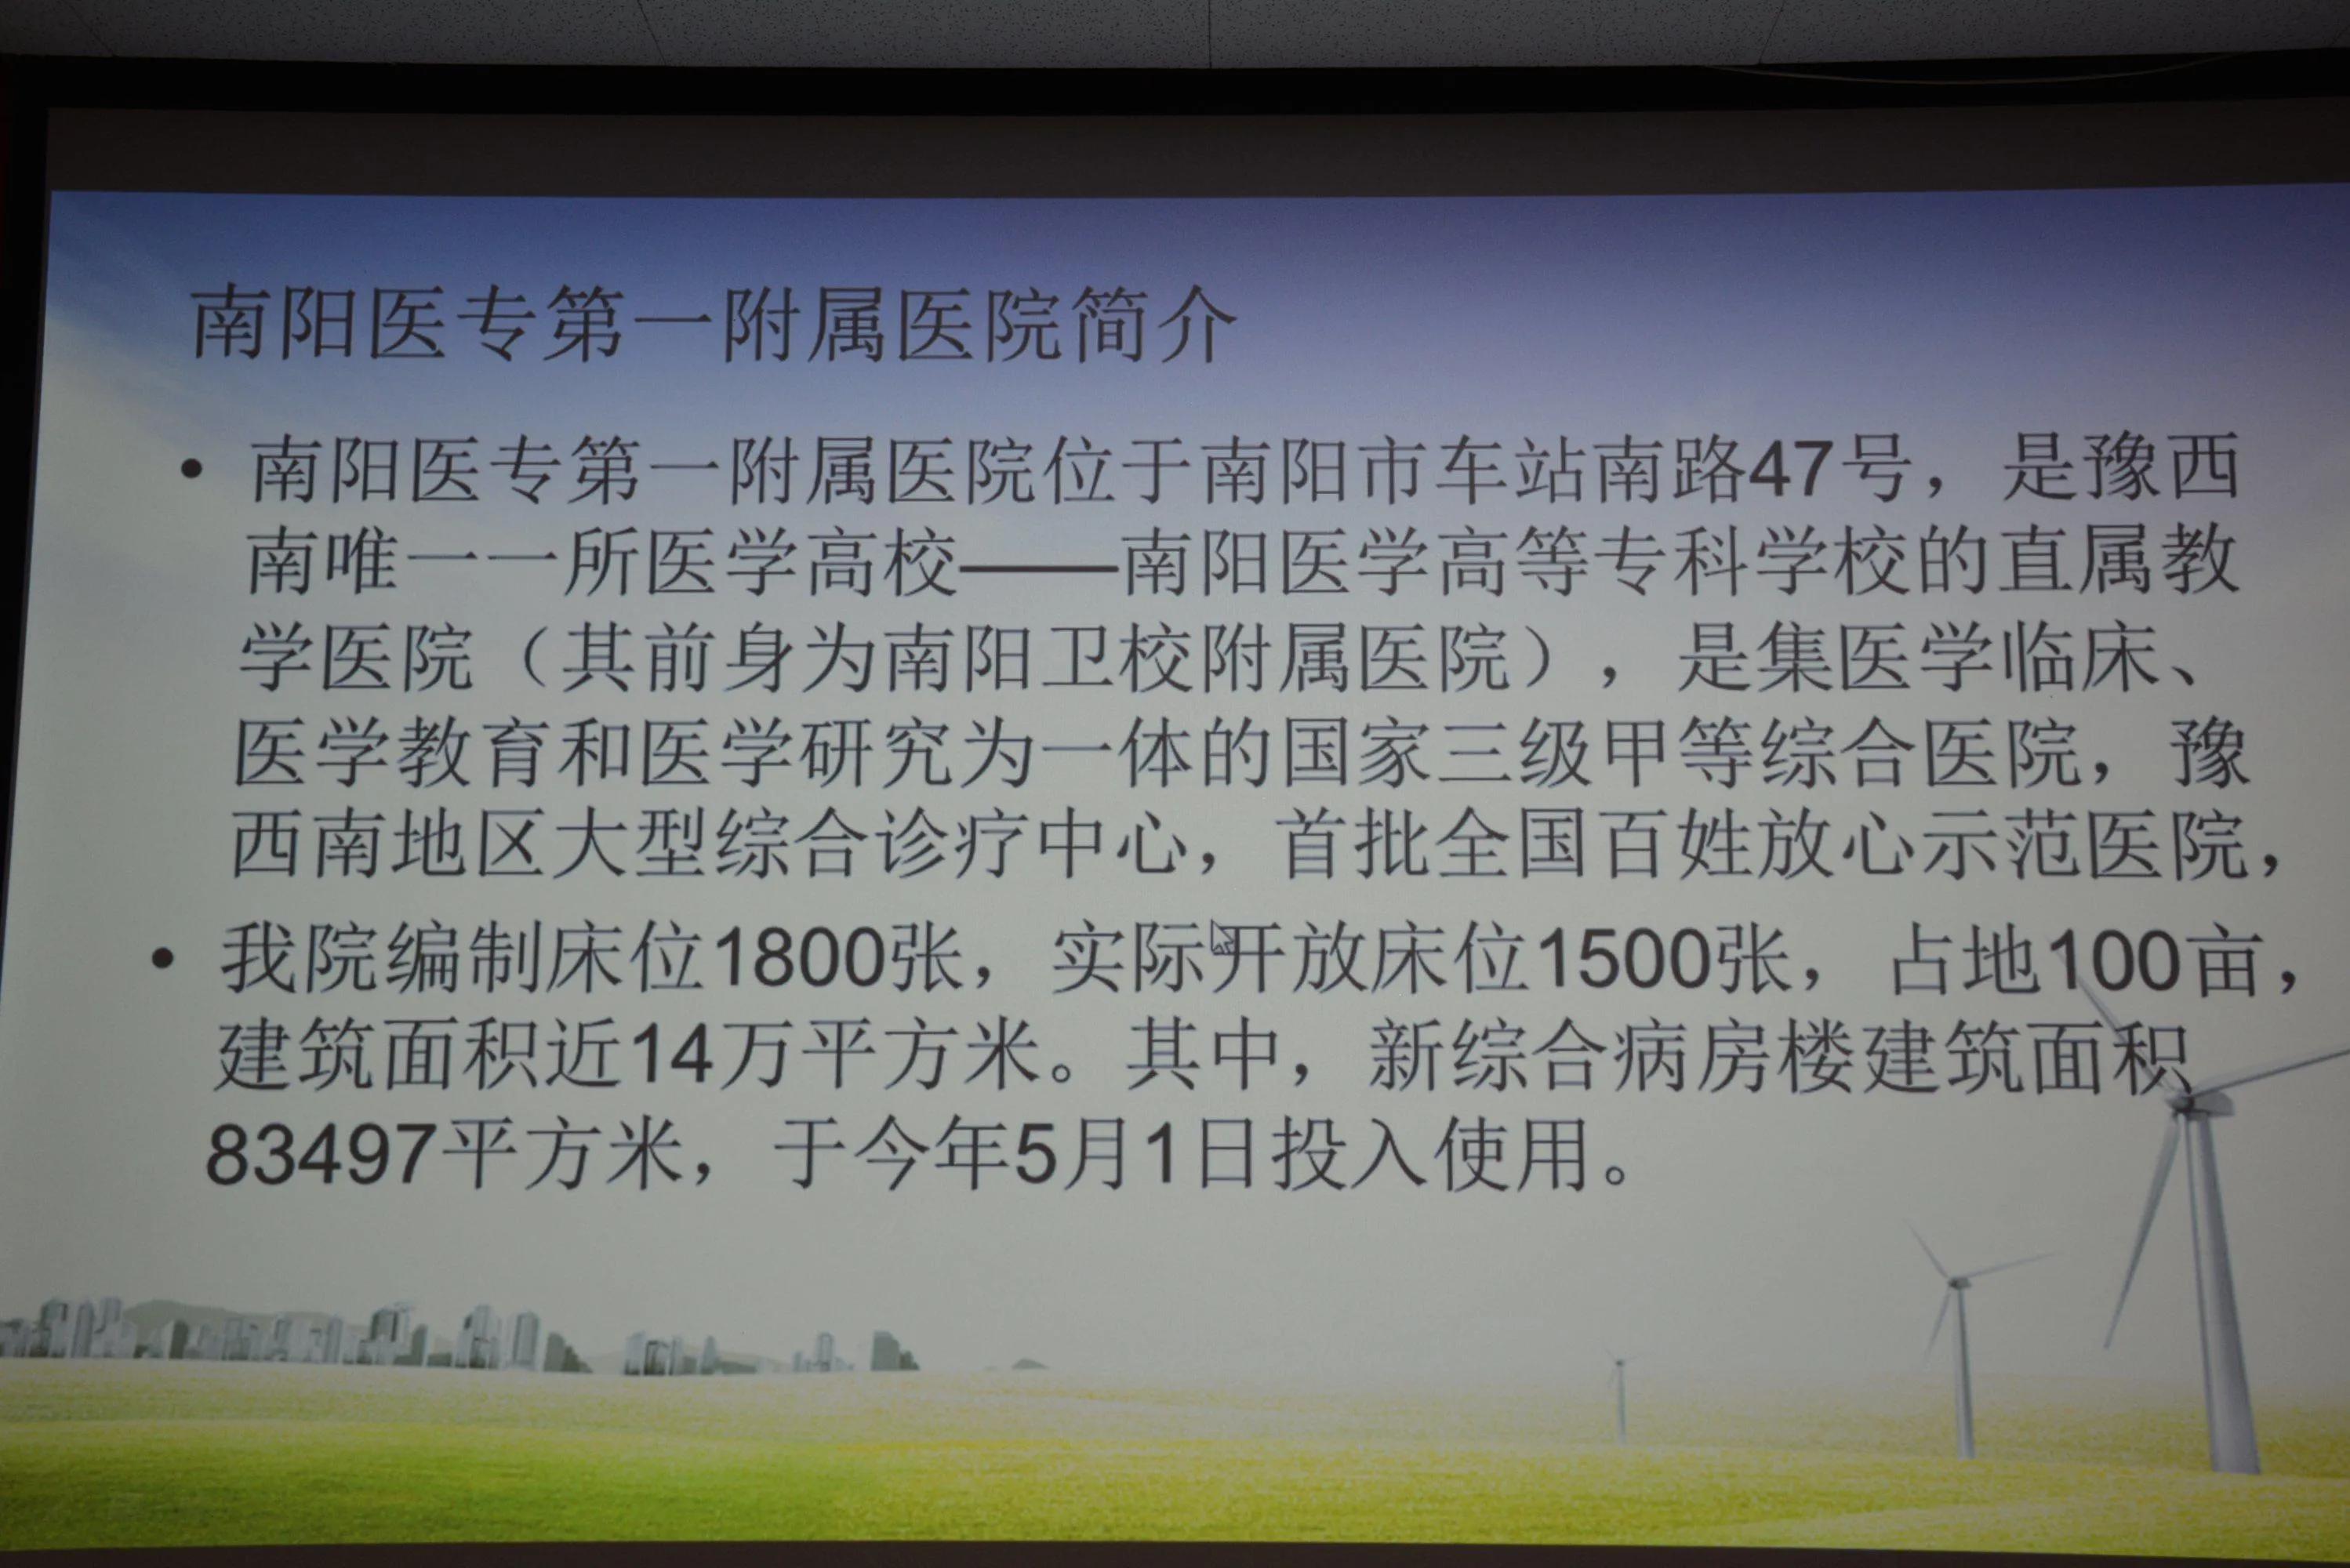 南阳医专第一附属医院简介
• 南阳医专第一附属医院位于南阳市车站南路47号，是豫西
南唯一一所医学高校——南阳医学高等专科学校的直属教
学医院（其前身为南阳卫校附属医院），是集医学临床、
医学教育和医学研究为一体的国家三级甲等综合医院，豫
西南地区大型综合诊疗中心，首批全国百姓放心示范医院，
• 我院编制床位1800张，实际开放床位1500张，占地100亩，
建筑面积近14万平方米。其中，新综合病房楼建筑面积
83497平方米，于今年5月1日投入使用。